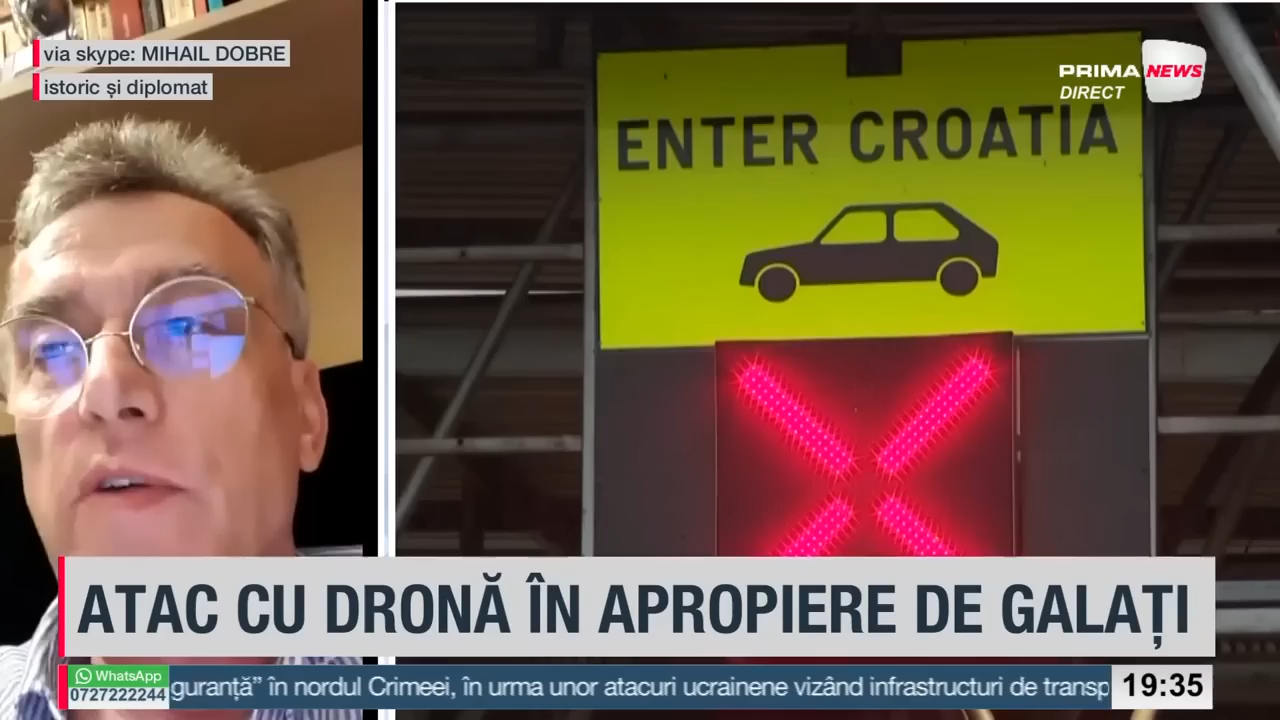 via skype: MIHAIL DOBRE
istoric și diplomat
PRIMA NEWS
DIRECT
ENTER CROATIA
ATAC CU DRONĂ ÎN APROPIERE DE GALAȚI
WhatsApp
0727222244
guranță” în nordul Crimeei, în urma unor atacuri ucrainene vizând infrastructuri de transp
19:35